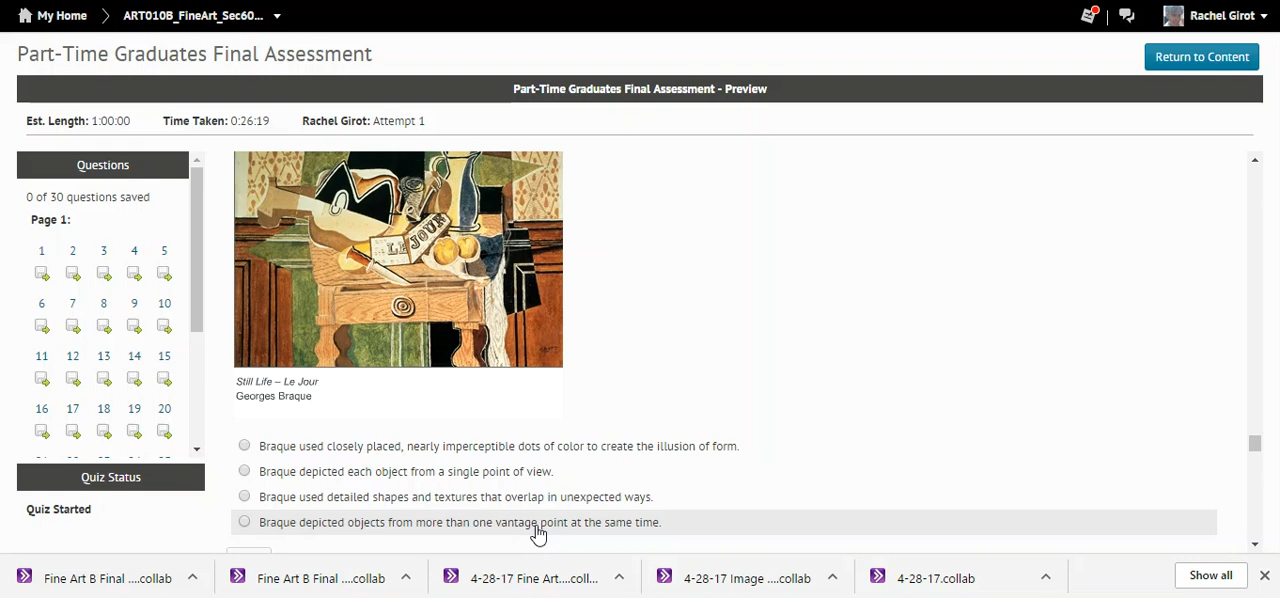 My Home ART010B_FineArt_Sec60... Rachel Girot
Part-Time Graduates Final Assessment
Return to Content
Part-Time Graduates Final Assessment - Preview
Est. Length: 1:00:00 Time Taken: 0:26:19 Rachel Girot: Attempt 1
Questions
0 of 30 questions saved
Page 1:
1 2 3 4 5
6 7 8 9 10
11 12 13 14 15
16 17 18 19 20
Quiz Status
Quiz Started
LE JOUR
Still Life – Le Jour
Georges Braque
Braque used closely placed, nearly imperceptible dots of color to create the illusion of form.
Braque depicted each object from a single point of view.
Braque used detailed shapes and textures that overlap in unexpected ways.
Braque depicted objects from more than one vantage point at the same time.
Fine Art B Final ....collab Fine Art B Final ....collab 4-28-17 Fine Art....coll... 4-28-17 Image ....collab 4-28-17.collab Show all